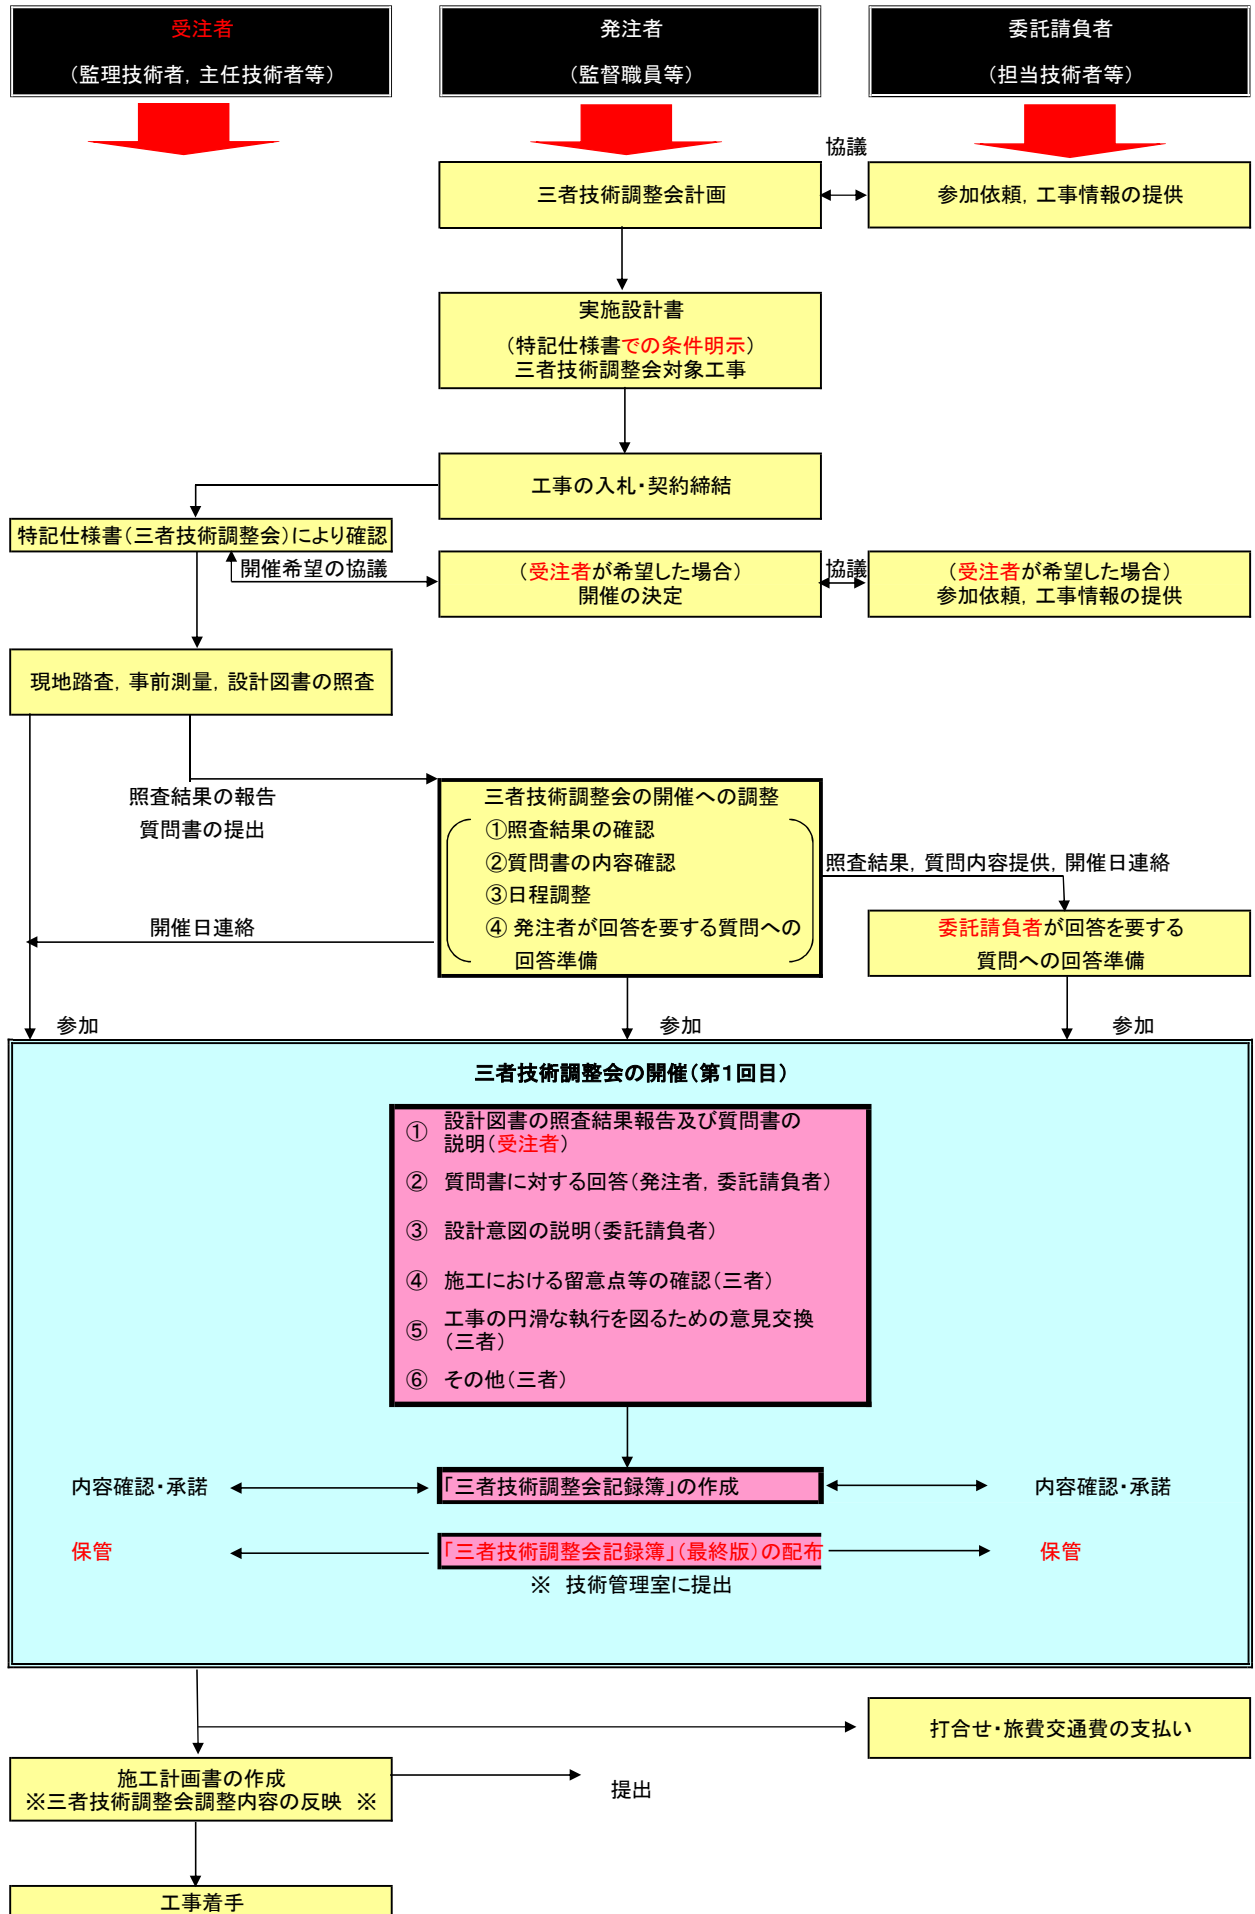 受注者
（監理技術者，主任技術者等）
発注者
（監督職員等）
委託請負者
（担当技術者等）
協議
三者技術調整会計画
参加依頼，工事情報の提供
実施設計書
（特記仕様書での条件明示）
三者技術調整会対象工事
工事の入札・契約締結
特記仕様書（三者技術調整会）により確認
開催希望の協議
（受注者が希望した場合）
開催の決定
協議
（受注者が希望した場合）
参加依頼，工事情報の提供
現地踏査，事前測量，設計図書の照査
照査結果の報告
質問書の提出
三者技術調整会の開催への調整
①照査結果の確認
②質問書の内容確認
③日程調整
④ 発注者が回答を要する質問への
回答準備
照査結果，質問内容提供，開催日連絡
開催日連絡
委託請負者が回答を要する
質問への回答準備
参加
参加
参加
三者技術調整会の開催（第1回目）
① 設計図書の照査結果報告及び質問書の
説明（受注者）
② 質問書に対する回答（発注者，委託請負者）
③ 設計意図の説明（委託請負者）
④ 施工における留意点等の確認（三者）
⑤ 工事の円滑な執行を図るための意見交換
（三者）
⑥ その他（三者）
内容確認・承諾
「三者技術調整会記録簿」の作成
内容確認・承諾
保管
「三者技術調整会記録簿」（最終版）の配布
保管
※ 技術管理室に提出
打合せ・旅費交通費の支払い
施工計画書の作成
※三者技術調整会調整内容の反映 ※
提出
工事着手